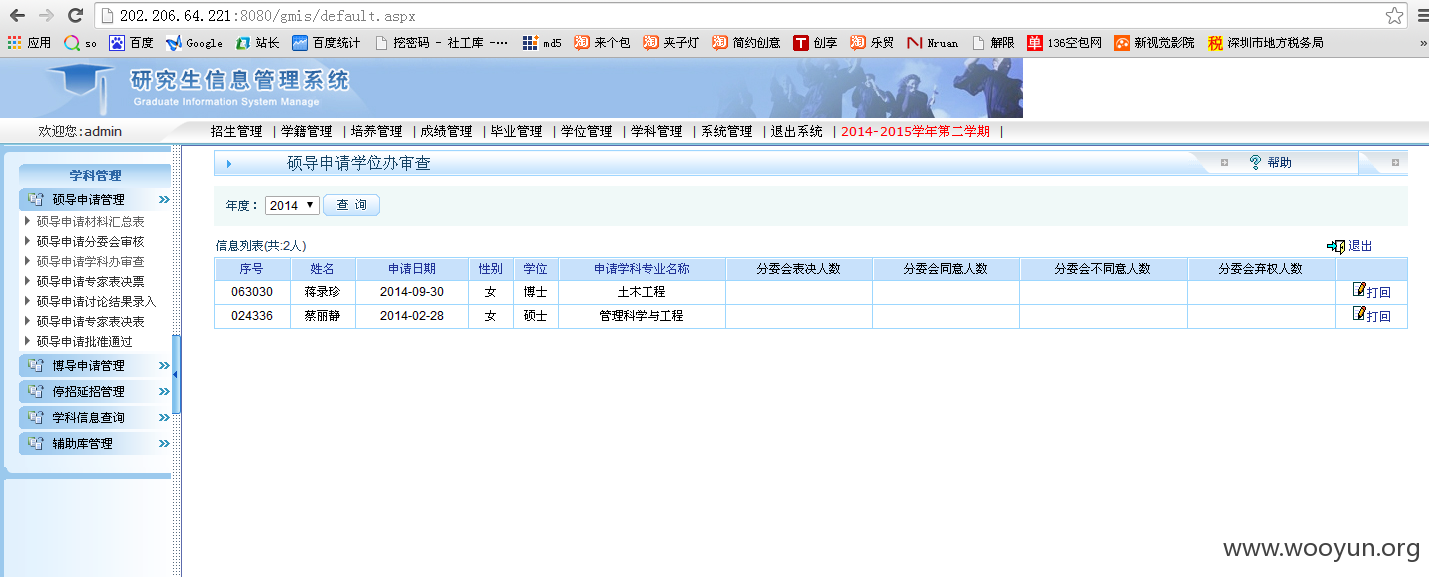 202.206.64.221:8080/gmis/default.aspx
应用 so 百度 Google 站长 百度统计 挖密码 - 社工库 -… md5 来个包 夹子灯 简约创意 创享 乐贸 Nruan 解限 136空包网 新视觉影院 深圳市地方税务局 »
研究生信息管理系统
Graduate Information System Manage
欢迎您:admin 招生管理 | 学籍管理 | 培养管理 | 成绩管理 | 毕业管理 | 学位管理 | 学科管理 | 系统管理 | 退出系统 | 2014-2015学年第二学期 |
学科管理
硕导申请管理
硕导申请材料汇总表
硕导申请分委会审核
硕导申请学科办审查
硕导申请专家表决票
硕导申请讨论结果录入
硕导申请专家表决表
硕导申请批准通过
博导申请管理
停招延招管理
学科信息查询
辅助库管理
硕导申请学位办审查 帮助
年度： 2014 查 询
信息列表(共:2人) 退出
序号 姓名 申请日期 性别 学位 申请学科专业名称 分委会表决人数 分委会同意人数 分委会不同意人数 分委会弃权人数
063030 蒋录珍 2014-09-30 女 博士 土木工程 打回
024336 蔡丽静 2014-02-28 女 硕士 管理科学与工程 打回
www.wooyun.org